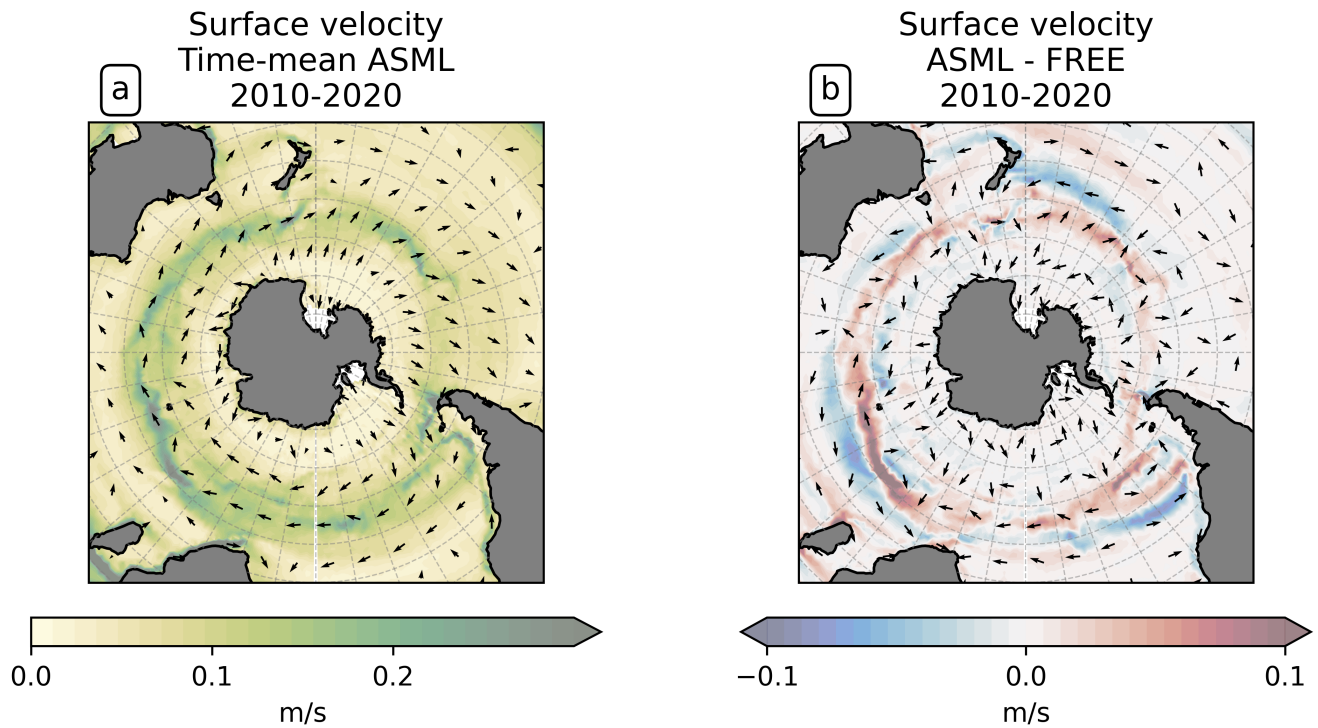 Surface velocity
Time-mean ASML
2010-2020
a
0.0 0.1 0.2
m/s
Surface velocity
ASML - FREE
2010-2020
b
−0.1 0.0 0.1
m/s